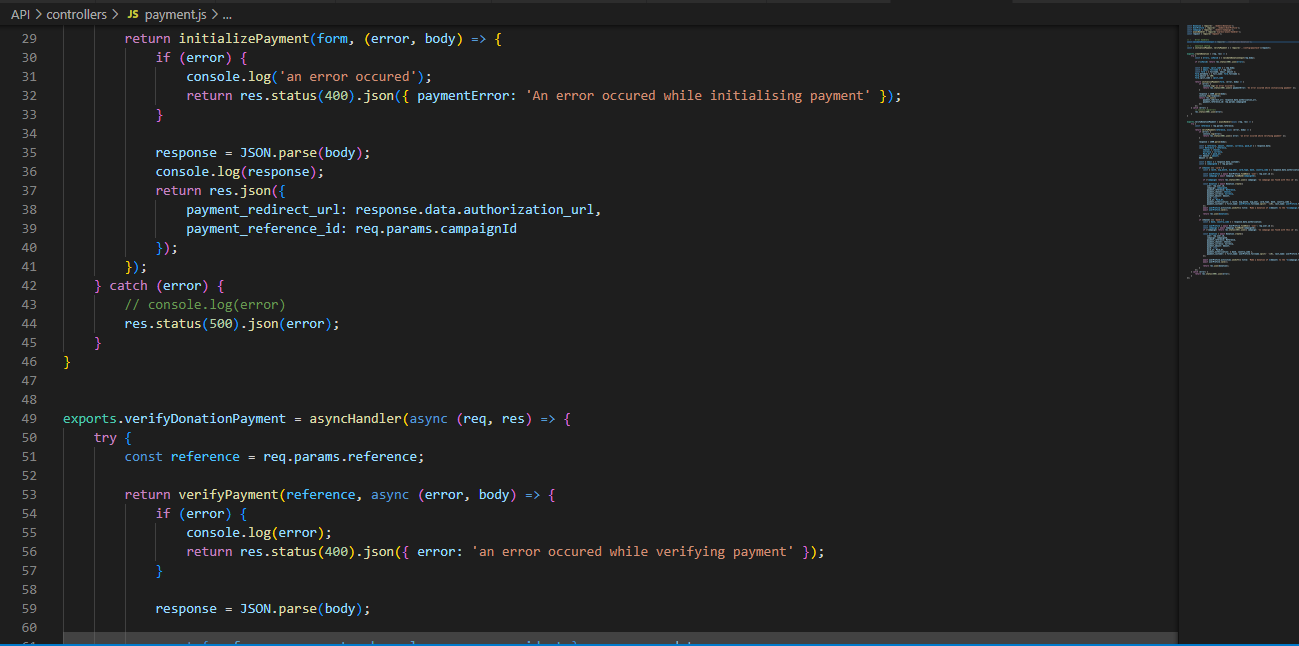 API > controllers > JS payment.js > ...
29 return initializePayment(form, (error, body) => {
30 if (error) {
31 console.log('an error occured');
32 return res.status(400).json({ paymentError: 'An error occured while initialising payment' });
33 }
34
35 response = JSON.parse(body);
36 console.log(response);
37 return res.json({
38 payment_redirect_url: response.data.authorization_url,
39 payment_reference_id: req.params.campaignId
40 });
41 });
42 } catch (error) {
43 // console.log(error)
44 res.status(500).json(error);
45 }
46 }
47
48
49 exports.verifyDonationPayment = asyncHandler(async (req, res) => {
50 try {
51 const reference = req.params.reference;
52
53 return verifyPayment(reference, async (error, body) => {
54 if (error) {
55 console.log(error);
56 return res.status(400).json({ error: 'an error occured while verifying payment' });
57 }
58
59 response = JSON.parse(body);
60